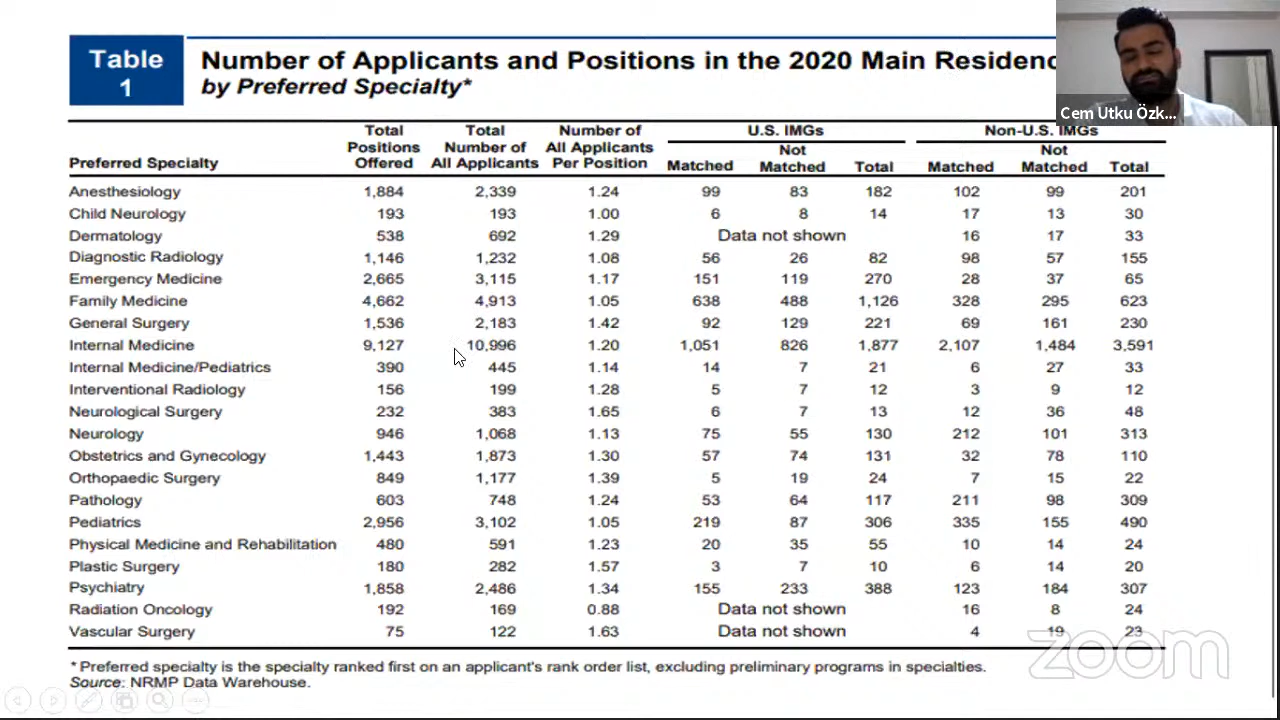 Table
1
Number of Applicants and Positions in the 2020 Main Residenc
by Preferred Specialty*
Cem Utku Özk...
Preferred Specialty Total Positions Offered Total Number of All Applicants Number of All Applicants Per Position U.S. IMGs Matched Not Matched Total Non-U.S. IMGs Matched Not Matched Total
Anesthesiology 1,884 2,339 1.24 99 83 182 102 99 201
Child Neurology 193 193 1.00 6 8 14 17 13 30
Dermatology 538 692 1.29 Data not shown 16 17 33
Diagnostic Radiology 1,146 1,232 1.08 56 26 82 98 57 155
Emergency Medicine 2,665 3,115 1.17 151 119 270 28 37 65
Family Medicine 4,662 4,913 1.05 638 488 1,126 328 295 623
General Surgery 1,536 2,183 1.42 92 129 221 69 161 230
Internal Medicine 9,127 10,996 1.20 1,051 826 1,877 2,107 1,484 3,591
Internal Medicine/Pediatrics 390 445 1.14 14 7 21 6 27 33
Interventional Radiology 156 199 1.28 5 7 12 3 9 12
Neurological Surgery 232 383 1.65 6 7 13 12 36 48
Neurology 946 1,068 1.13 75 55 130 212 101 313
Obstetrics and Gynecology 1,443 1,873 1.30 57 74 131 32 78 110
Orthopaedic Surgery 849 1,177 1.39 5 19 24 7 15 22
Pathology 603 748 1.24 53 64 117 211 98 309
Pediatrics 2,956 3,102 1.05 219 87 306 335 155 490
Physical Medicine and Rehabilitation 480 591 1.23 20 35 55 10 14 24
Plastic Surgery 180 282 1.57 3 7 10 6 14 20
Psychiatry 1,858 2,486 1.34 155 233 388 123 184 307
Radiation Oncology 192 169 0.88 Data not shown 16 8 24
Vascular Surgery 75 122 1.63 Data not shown 4 19 23
zoom
* Preferred specialty is the specialty ranked first on an applicant's rank order list, excluding preliminary programs in specialties.
Source: NRMP Data Warehouse.